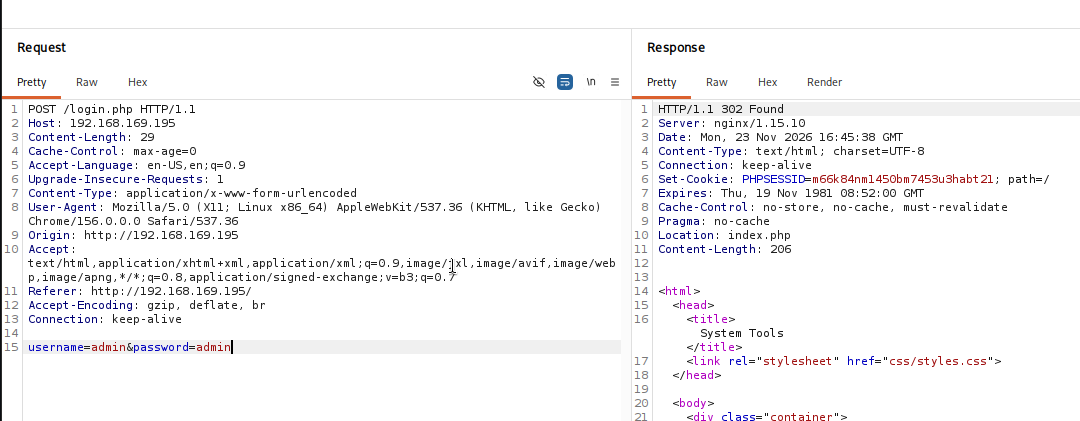 Request
Pretty Raw Hex
\n
1 POST /login.php HTTP/1.1
2 Host: 192.168.169.195
3 Content-Length: 29
4 Cache-Control: max-age=0
5 Accept-Language: en-US,en;q=0.9
6 Upgrade-Insecure-Requests: 1
7 Content-Type: application/x-www-form-urlencoded
8 User-Agent: Mozilla/5.0 (X11; Linux x86_64) AppleWebKit/537.36 (KHTML, like Gecko)
Chrome/156.0.0.0 Safari/537.36
9 Origin: http://192.168.169.195
10 Accept:
text/html,application/xhtml+xml,application/xml;q=0.9,image/jxl,image/avif,image/web
p,image/apng,*/*;q=0.8,application/signed-exchange;v=b3;q=0.7
11 Referer: http://192.168.169.195/
12 Accept-Encoding: gzip, deflate, br
13 Connection: keep-alive
14
15 username=admin&password=admin
Response
Pretty Raw Hex Render
1 HTTP/1.1 302 Found
2 Server: nginx/1.15.10
3 Date: Mon, 23 Nov 2026 16:45:38 GMT
4 Content-Type: text/html; charset=UTF-8
5 Connection: keep-alive
6 Set-Cookie: PHPSESSID=m66k84nm1450bm7453u3habt21; path=/
7 Expires: Thu, 19 Nov 1981 08:52:00 GMT
8 Cache-Control: no-store, no-cache, must-revalidate
9 Pragma: no-cache
10 Location: index.php
11 Content-Length: 206
12
13
14 <html>
15 <head>
16 <title>
System Tools
</title>
17 <link rel="stylesheet" href="css/styles.css">
18 </head>
19
20 <body>
21 <div class="container">